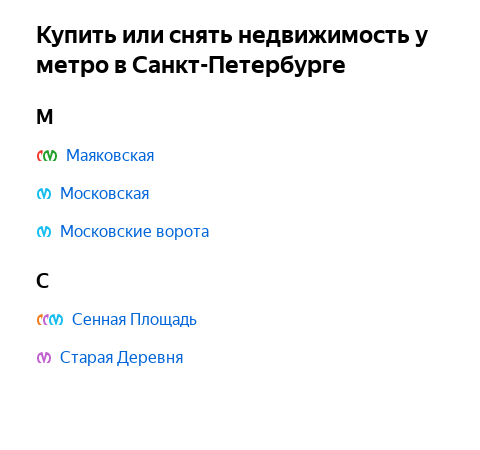 Купить или снять недвижимость у
метро в Санкт-Петербурге
М
Маяковская
Московская
Московские ворота
С
Сенная Площадь
Старая Деревня